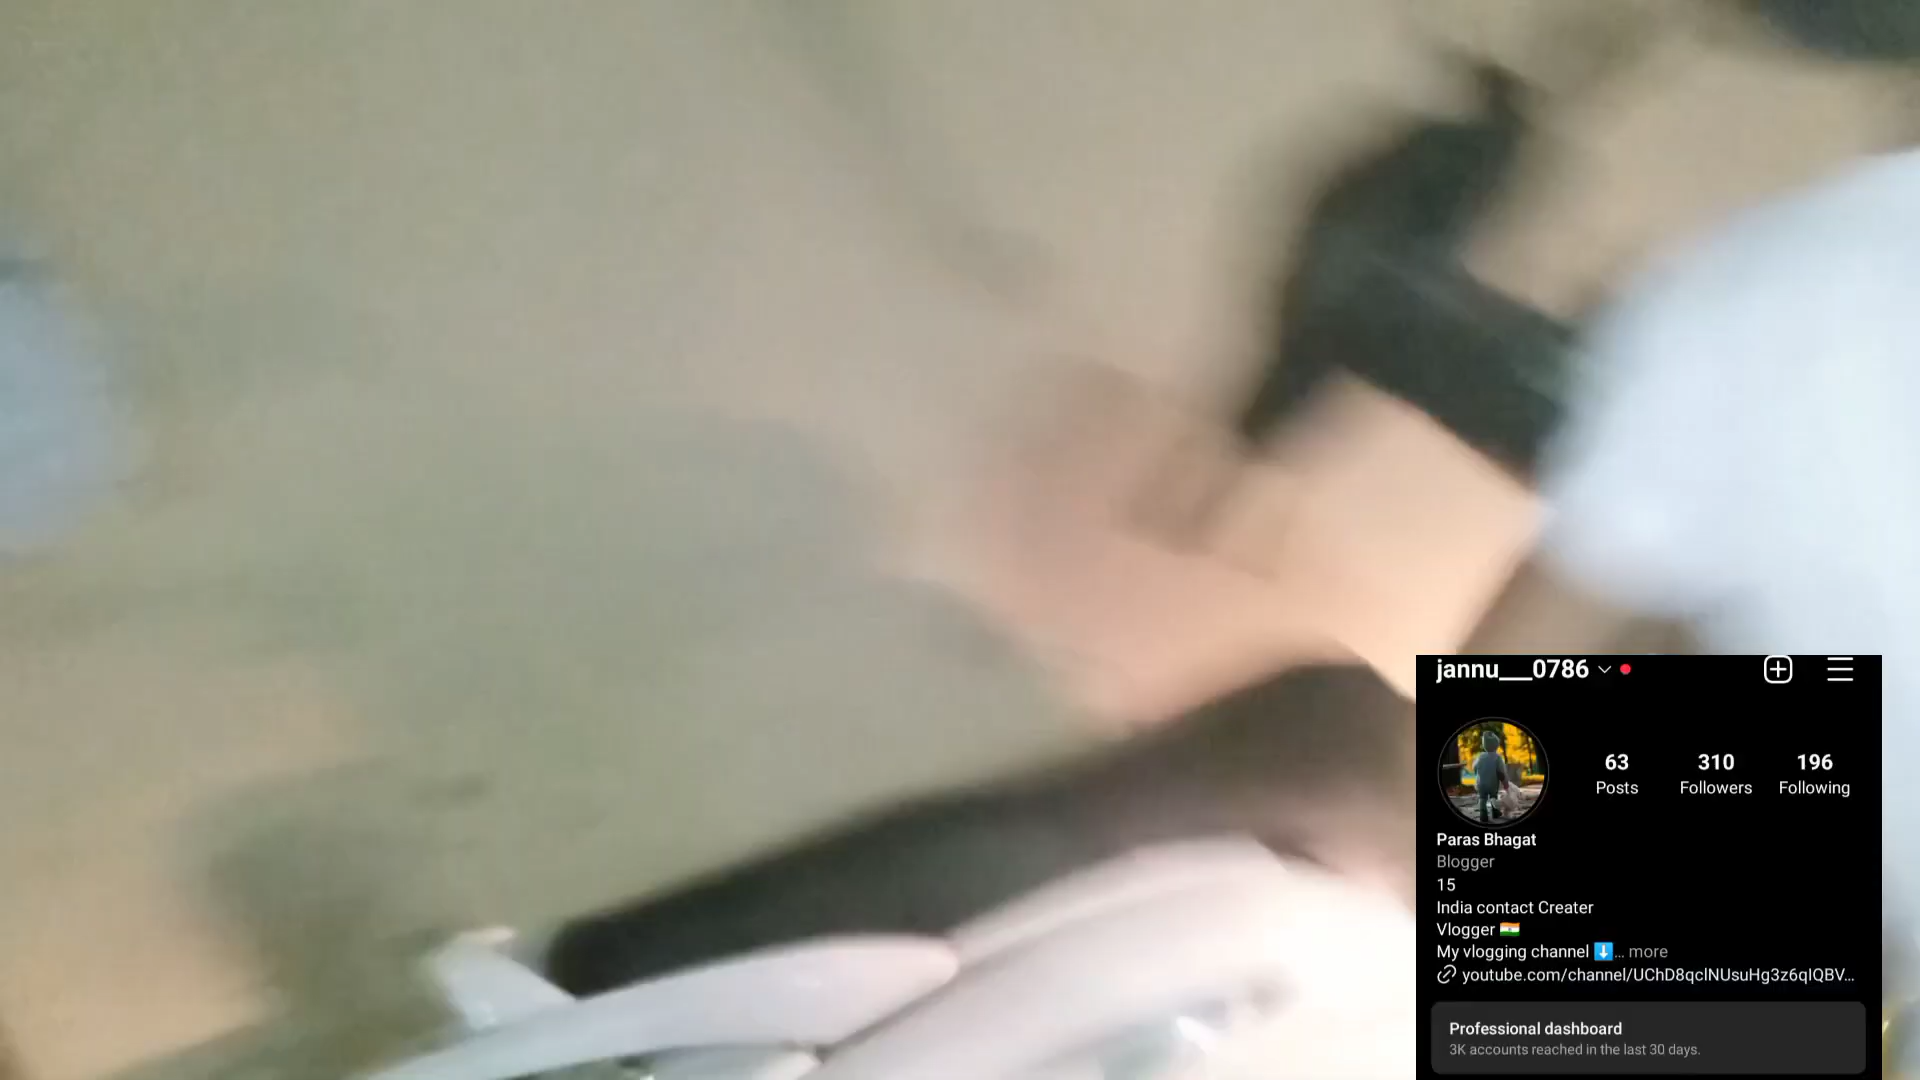 jannu___0786
63 310 196
Posts Followers Following
Paras Bhagat
Blogger
15
India contact Creater
Vlogger 🇮🇳
My vlogging channel ⬇️... more
youtube.com/channel/UChD8qclNUsuHg3z6qIQBV...
Professional dashboard
3K accounts reached in the last 30 days.